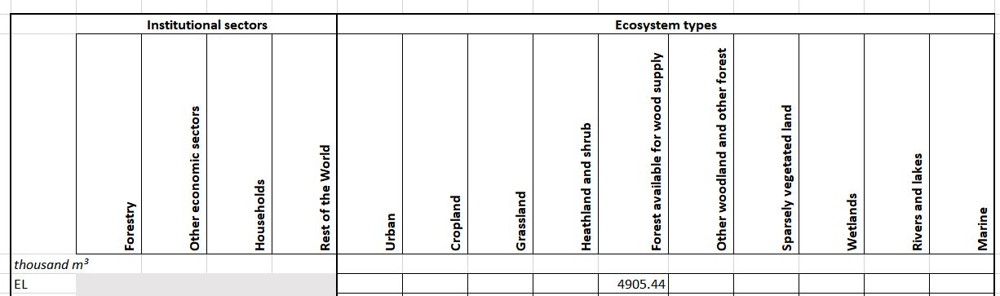 Institutional sectors Ecosystem types
Forestry
Other economic sectors
Households
Rest of the World
Urban
Cropland
Grassland
Heathland and shrub
Forest available for wood supply
Other woodland and other forest
Sparsely vegetated land
Wetlands
Rivers and lakes
Marine
thousand m³
EL 4905.44